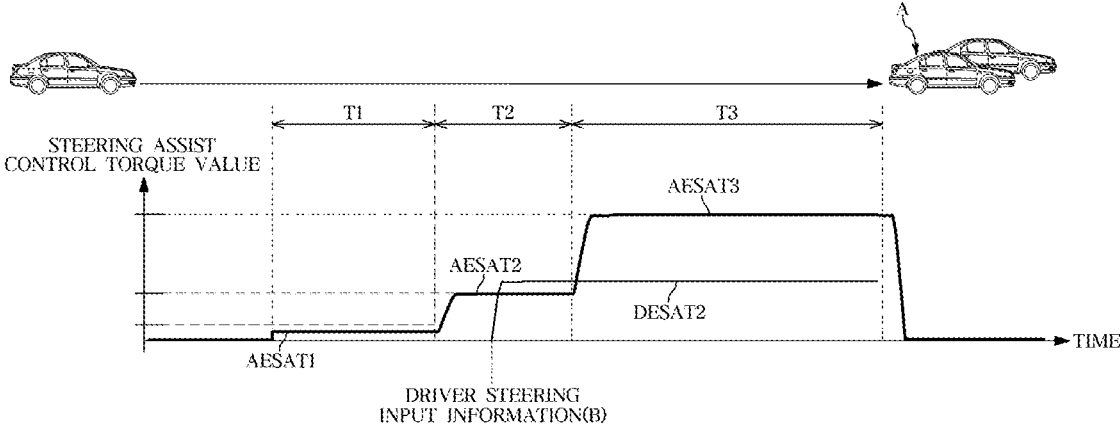 A
T1
T2
T3
STEERING ASSIST
CONTROL TORQUE VALUE
AESAT3
AESAT2
DESAT2
AESAT1
TIME
DRIVER STEERING
INPUT INFORMATION(B)